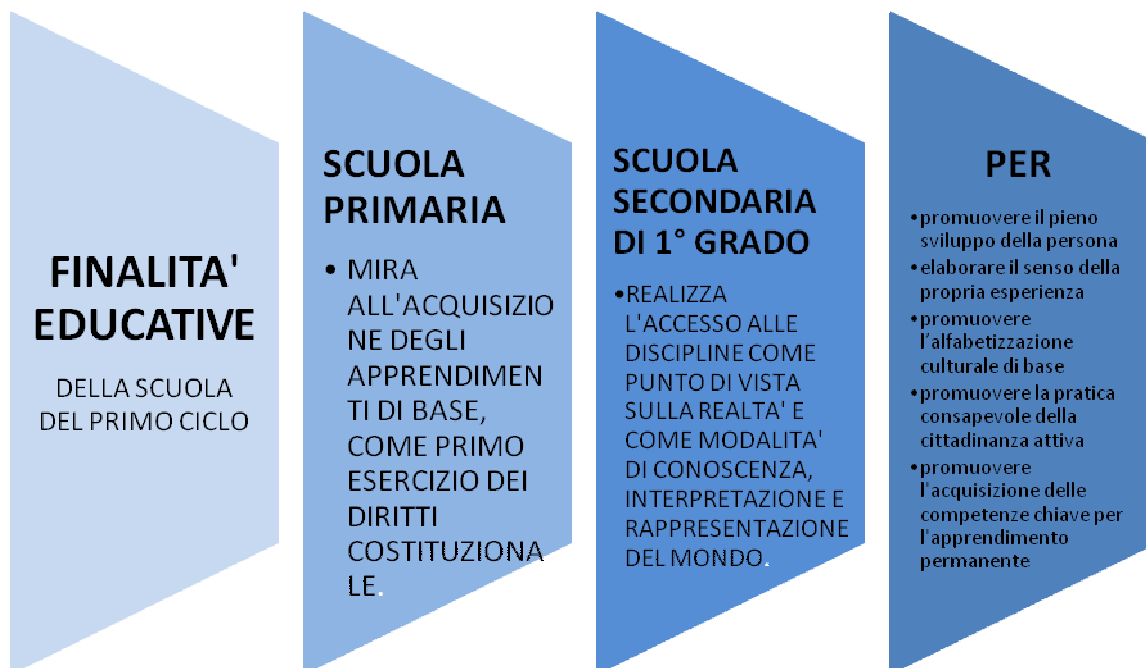 FINALITA'
EDUCATIVE
DELLA SCUOLA
DEL PRIMO CICLO
SCUOLA
PRIMARIA
• MIRA
ALL'ACQUISIZIO
NE DEGLI
APPRENDIMEN
TI DI BASE,
COME PRIMO
ESERCIZIO DEI
DIRITTI
COSTITUZIONA
LE.
SCUOLA
SECONDARIA
DI 1° GRADO
•REALIZZA
L'ACCESSO ALLE
DISCIPLINE COME
PUNTO DI VISTA
SULLA REALTA' E
COME MODALITA'
DI CONOSCENZA,
INTERPRETAZIONE E
RAPPRESENTAZIONE
DEL MONDO.
PER
•promuovere il pieno
sviluppo della persona
•elaborare il senso della
propria esperienza
•promuovere
l’alfabetizzazione
culturale di base
•promuovere la pratica
consapevole della
cittadinanza attiva
•promuovere
l'acquisizione delle
competenze chiave per
l'apprendimento
permanente